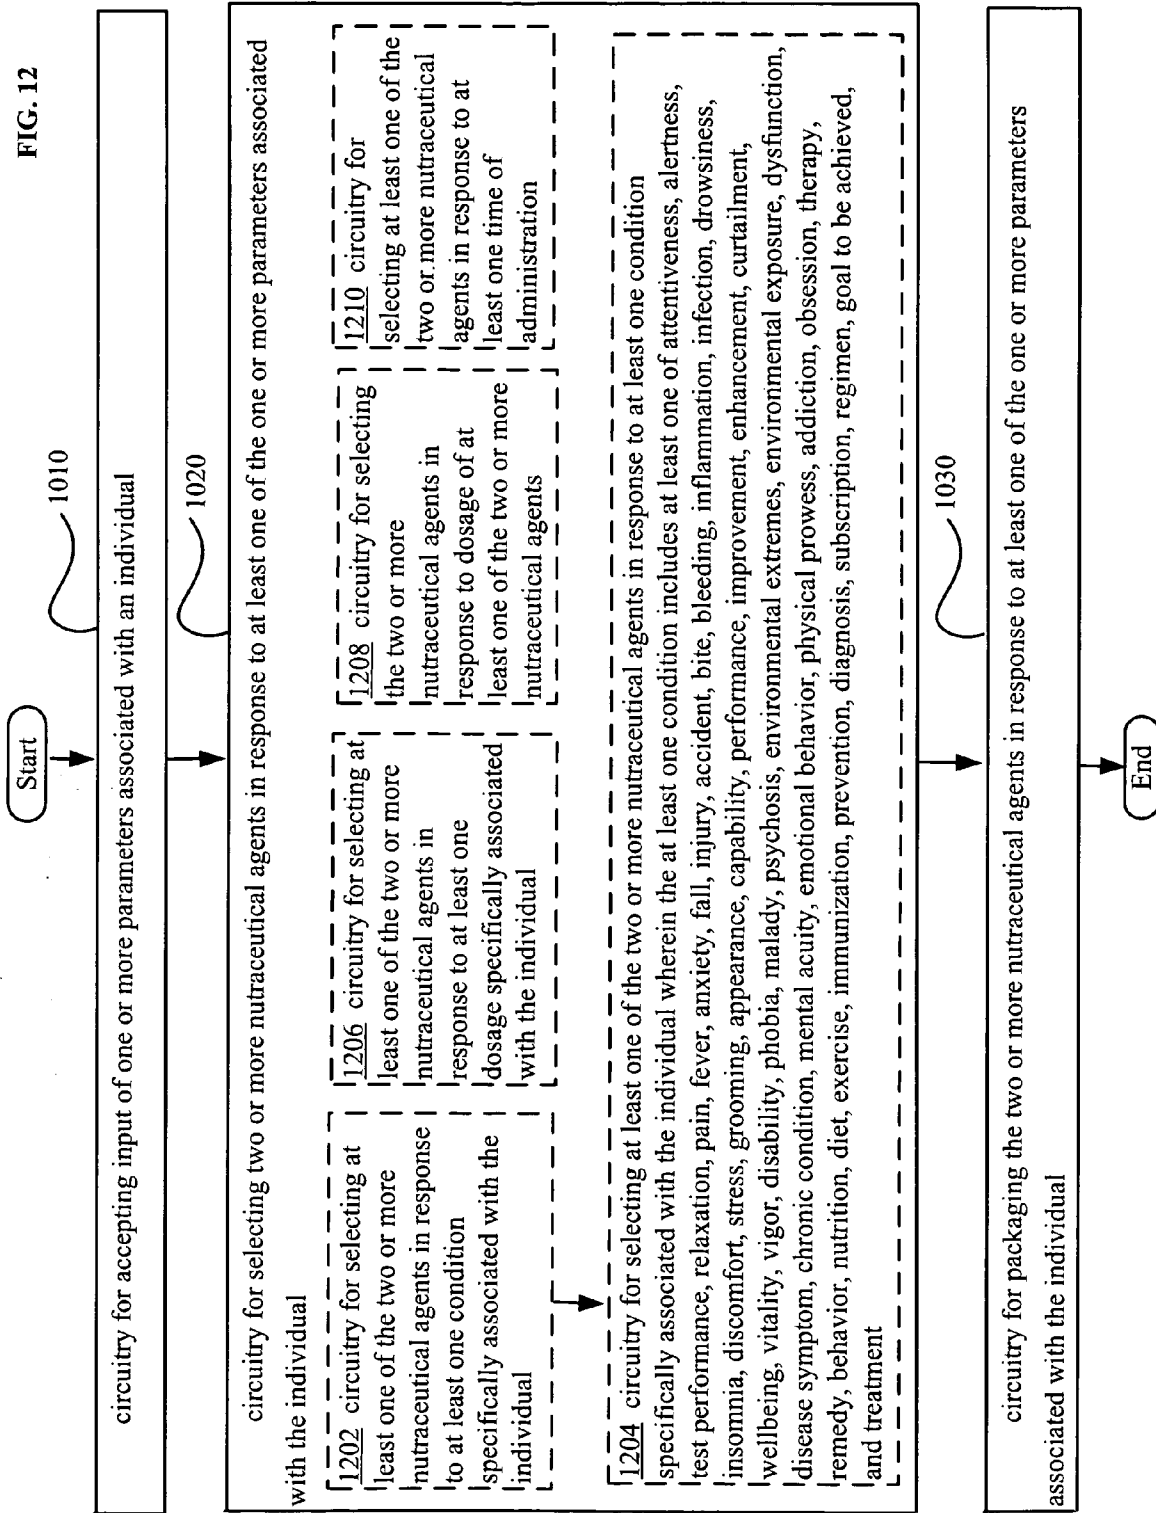 FIG. 12
Start
1010
circuitry for accepting input of one or more parameters associated with an individual
1020
circuitry for selecting two or more nutraceutical agents in response to at least one of the one or more parameters associated
with the individual
1202 circuitry for selecting at
least one of the two or more
nutraceutical agents in response
to at least one condition
specifically associated with the
individual
1206 circuitry for selecting at
least one of the two or more
nutraceutical agents in
response to at least one
dosage specifically associated
with the individual
1208 circuitry for selecting
the two or more
nutraceutical agents in
response to dosage of at
least one of the two or more
nutraceutical agents
1210 circuitry for
selecting at least one of the
two or more nutraceutical
agents in response to at
least one time of
administration
1204 circuitry for selecting at least one of the two or more nutraceutical agents in response to at least one condition
specifically associated with the individual wherein the at least one condition includes at least one of attentiveness, alertness,
test performance, relaxation, pain, fever, anxiety, fall, injury, accident, bite, bleeding, inflammation, infection, drowsiness,
insomnia, discomfort, stress, grooming, appearance, capability, performance, improvement, enhancement, curtailment,
wellbeing, vitality, vigor, disability, phobia, malady, psychosis, environmental extremes, environmental exposure, dysfunction,
disease symptom, chronic condition, mental acuity, emotional behavior, physical prowess, addiction, obsession, therapy,
remedy, behavior, nutrition, diet, exercise, immunization, prevention, diagnosis, subscription, regimen, goal to be achieved,
and treatment
1030
circuitry for packaging the two or more nutraceutical agents in response to at least one of the one or more parameters
associated with the individual
End